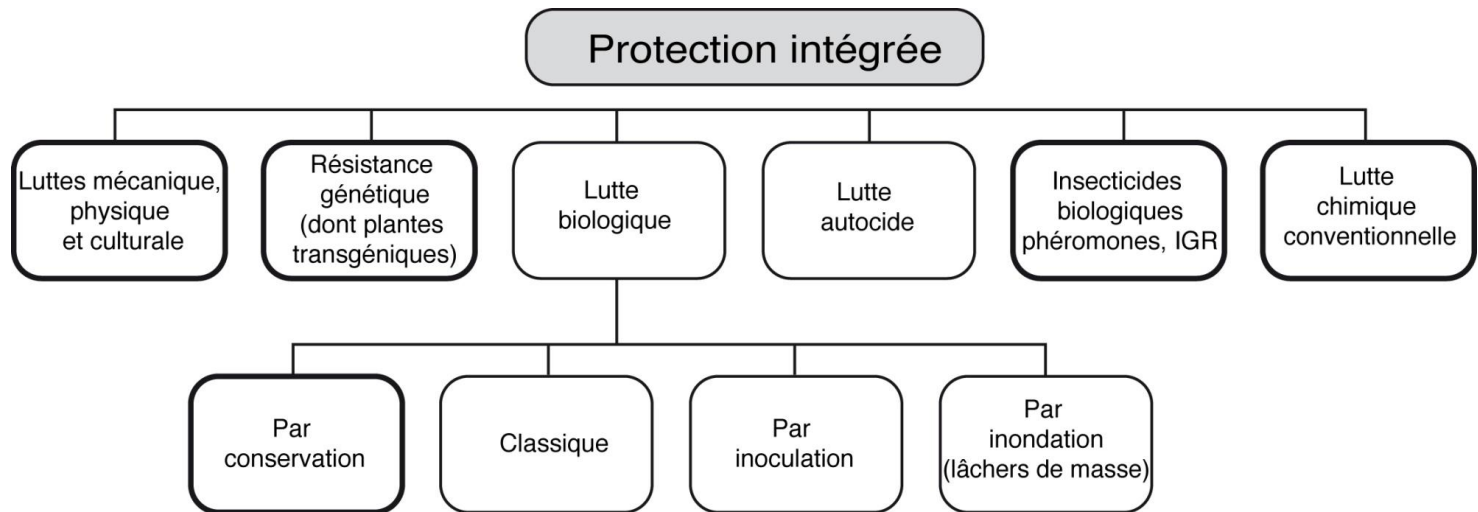 Protection intégrée
Luttes mécanique,
physique
et culturale
Résistance
génétique
(dont plantes
transgéniques)
Lutte
biologique
Lutte
autocide
Insecticides
biologiques
phéromones, IGR
Lutte
chimique
conventionnelle
Par
conservation
Classique
Par
inoculation
Par
inondation
(lâchers de masse)